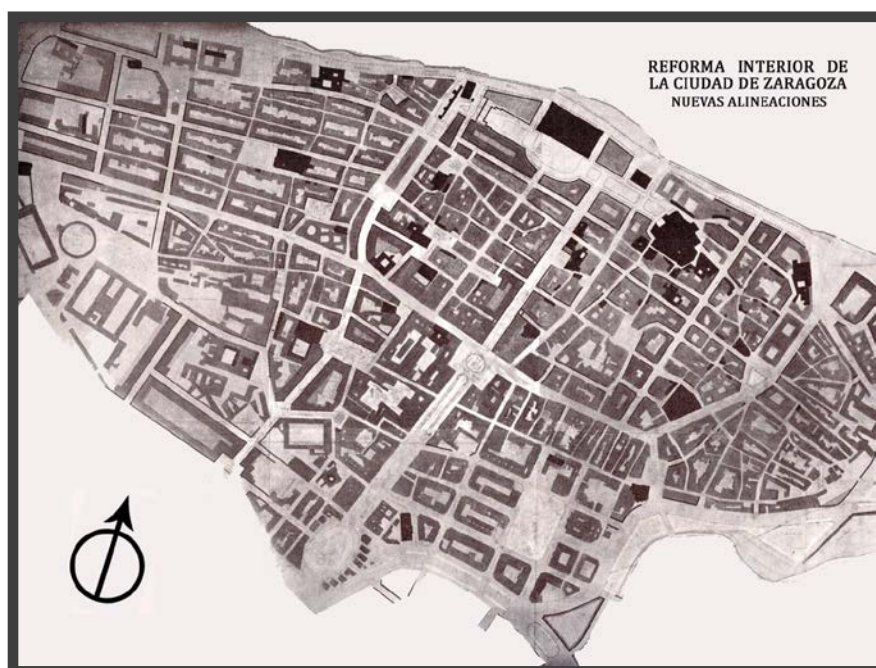 REFORMA INTERIOR DE
LA CIUDAD DE ZARAGOZA
NUEVAS ALINEACIONES